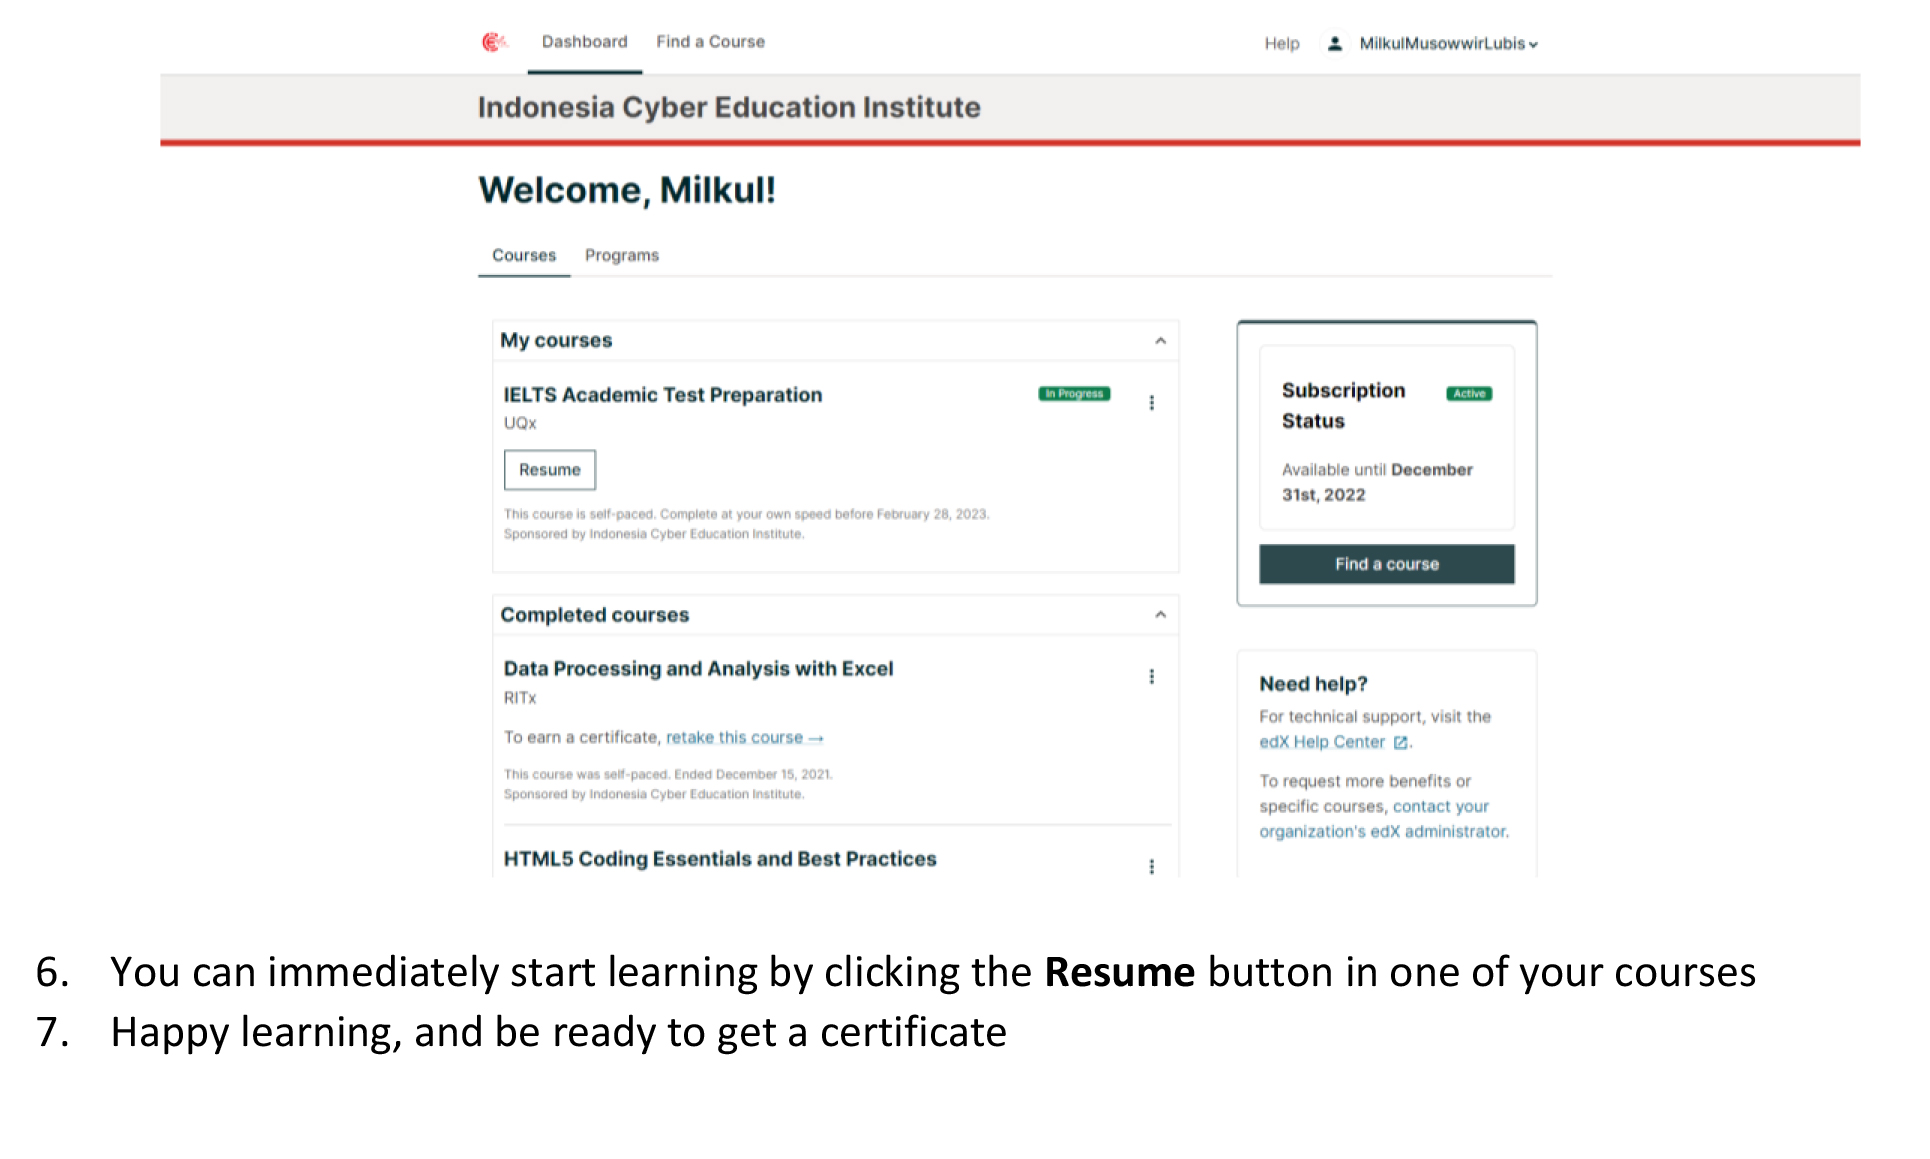 Dashboard Find a Course Help MilkulMusowwirLubis
Indonesia Cyber Education Institute
Welcome, Milkul!
Courses Programs
My courses
IELTS Academic Test Preparation In Progress
UQx
Resume
This course is self-paced. Complete at your own speed before February 28, 2023.
Sponsored by Indonesia Cyber Education Institute.
Completed courses
Data Processing and Analysis with Excel
RITx
To earn a certificate, retake this course →
This course was self-paced. Ended December 15, 2021.
Sponsored by Indonesia Cyber Education Institute.
HTML5 Coding Essentials and Best Practices
Subscription Active
Status
Available until December
31st, 2022
Find a course
Need help?
For technical support, visit the
edX Help Center .
To request more benefits or
specific courses, contact your
organization's edX administrator.
6. You can immediately start learning by clicking the Resume button in one of your courses
7. Happy learning, and be ready to get a certificate